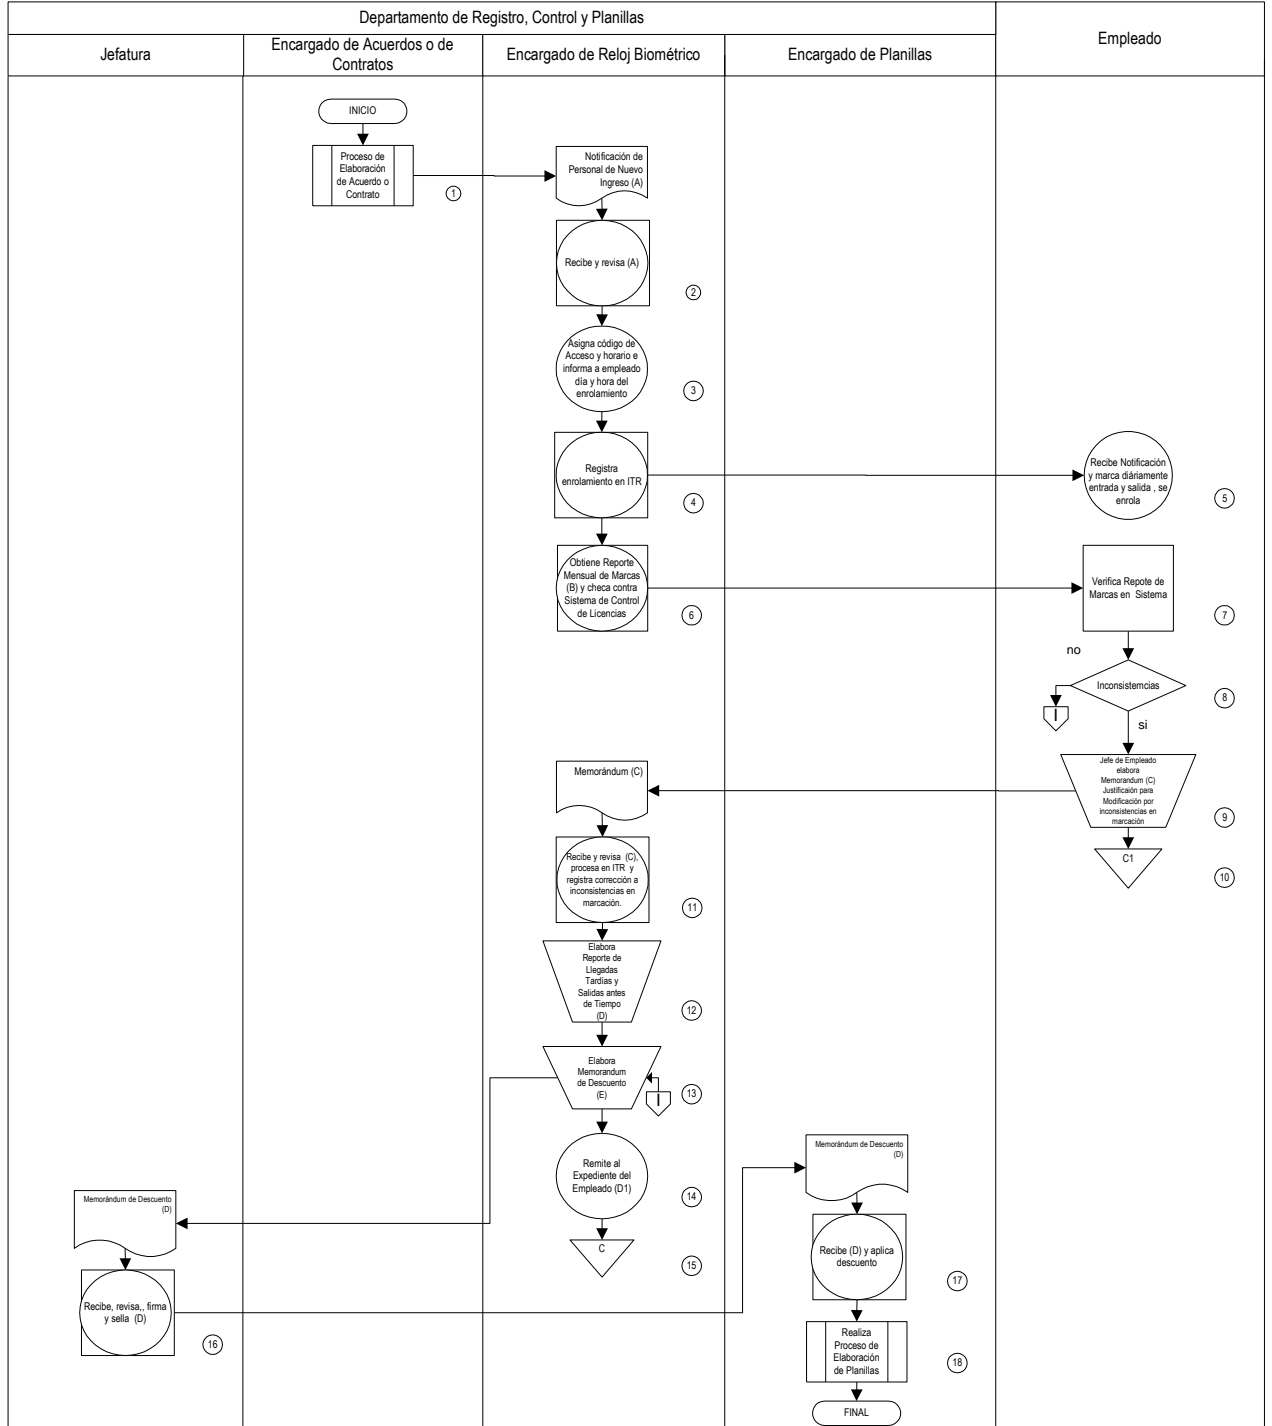 Departamento de Registro, Control y Planillas
Empleado
Jefatura
Encargado de Acuerdos o de
Contratos
Encargado de Reloj Biométrico
Encargado de Planillas
INICIO
Proceso de
Elaboración
de Acuerdo o
Contrato
1
Notificación de
Personal de Nuevo
Ingreso (A)
Recibe y revisa (A)
2
Asigna código de
Acceso y horario e
informa a empleado
día y hora del
enrolamiento
3
Registra
enrolamiento en ITR
4
Recibe Notificación
y marca diáriamente
entrada y salida , se
enrola
5
Obtiene Reporte
Mensual de Marcas
(B) y checa contra
Sistema de Control
de Licencias
6
Verifica Repote de
Marcas en Sistema
7
no
Inconsistemcias
8
I
si
Jefe de Empleado
elabora
Memorandum (C)
Justificaión para
Modificación por
inconsistencias en
marcación
9
C1
10
Memorándum (C)
Recibe y revisa (C),
procesa en ITR y
registra corrección a
inconsistencias en
marcación.
11
Elabora
Reporte de
Llegadas
Tardías y
Salidas antes
de Tiempo
(D)
12
Elabora
Memorandum
de Descuento
(E)
I
13
Remite al
Expediente del
Empleado (D1)
14
C
15
Memorándum de Descuento
(D)
Recibe, revisa,, firma
y sella (D)
16
Memorándum de Descuento
(D)
Recibe (D) y aplica
descuento
17
Realiza
Proceso de
Elaboración
de Planillas
18
FINAL